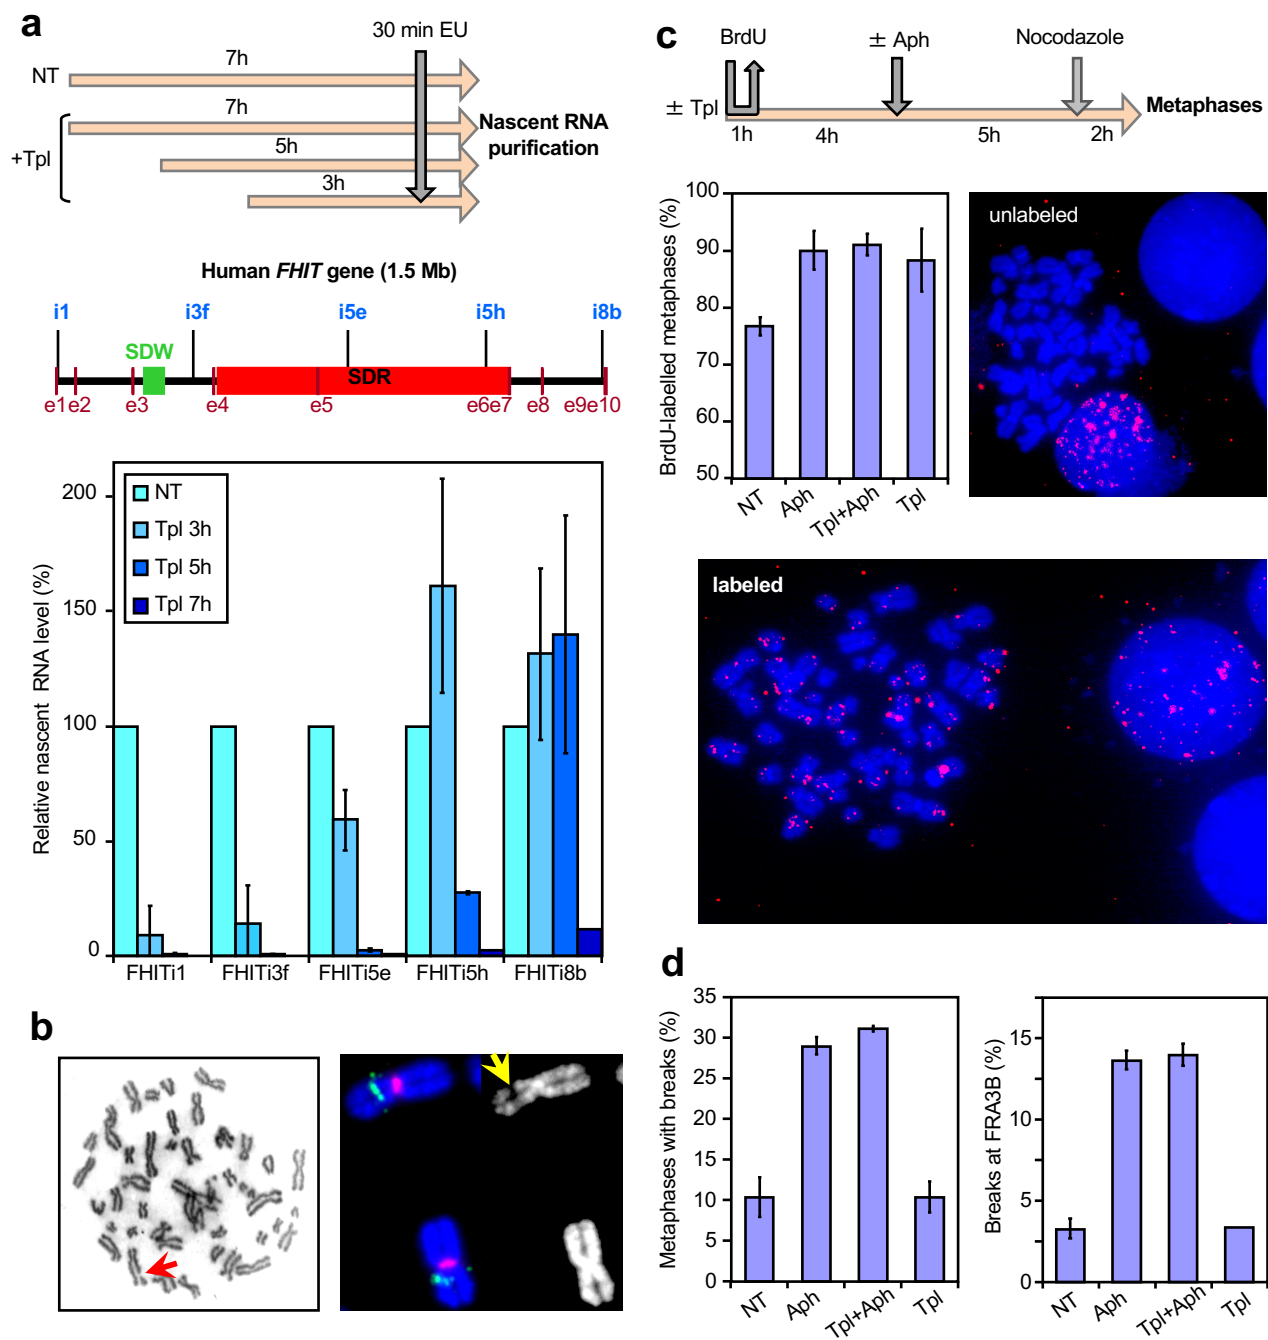 a
30 min EU
NT
7h
7h
+Tpl
5h
3h
Nascent RNA
purification
Human FHIT gene (1.5 Mb)
i1 i3f i5e i5h i8b
SDW
SDR
e1 e2 e3 e4 e5 e6e7 e8 e9e10
Relative nascent RNA level (%)
200
150
100
50
0
NT
Tpl 3h
Tpl 5h
Tpl 7h
FHITi1 FHITi3f FHITi5e FHITi5h FHITi8b
b
c
BrdU
± Aph
Nocodazole
± Tpl
Metaphases
1h 4h 5h 2h
BrdU-labelled metaphases (%)
100
90
80
70
60
50
NT Aph Tpl+Aph Tpl
unlabeled
labeled
d
Metaphases with breaks (%)
35
30
25
20
15
10
5
0
NT Aph Tpl+Aph Tpl
Breaks at FRA3B (%)
15
10
5
0
NT Aph Tpl+Aph Tpl